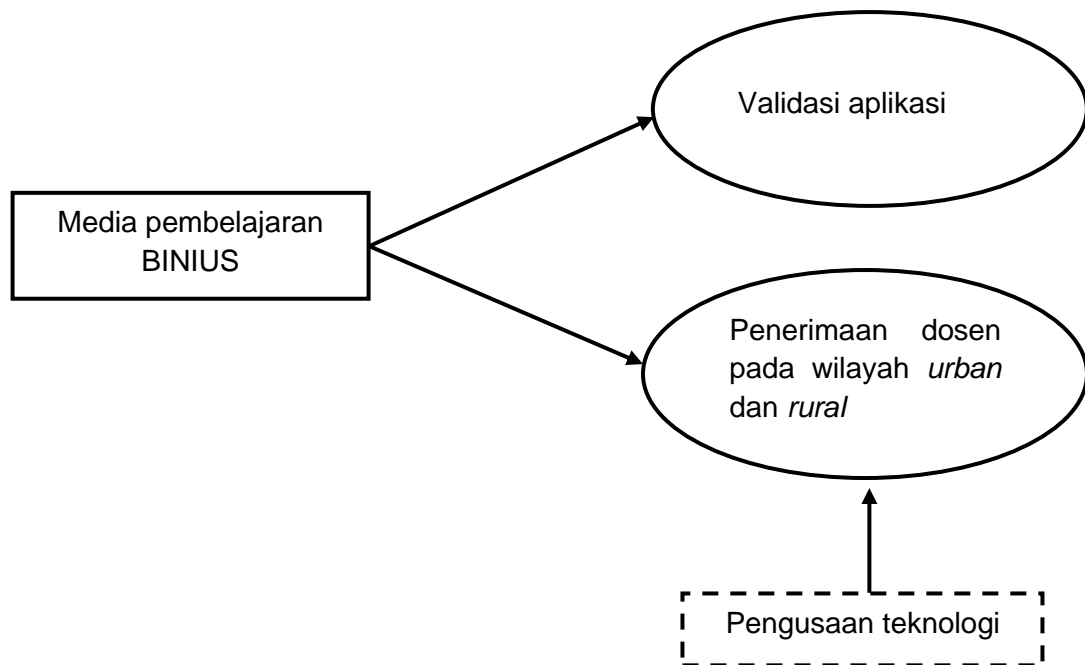 Validasi aplikasi
Media pembelajaran
BINIUS
Penerimaan dosen
pada wilayah urban
dan rural
Pengusaan teknologi